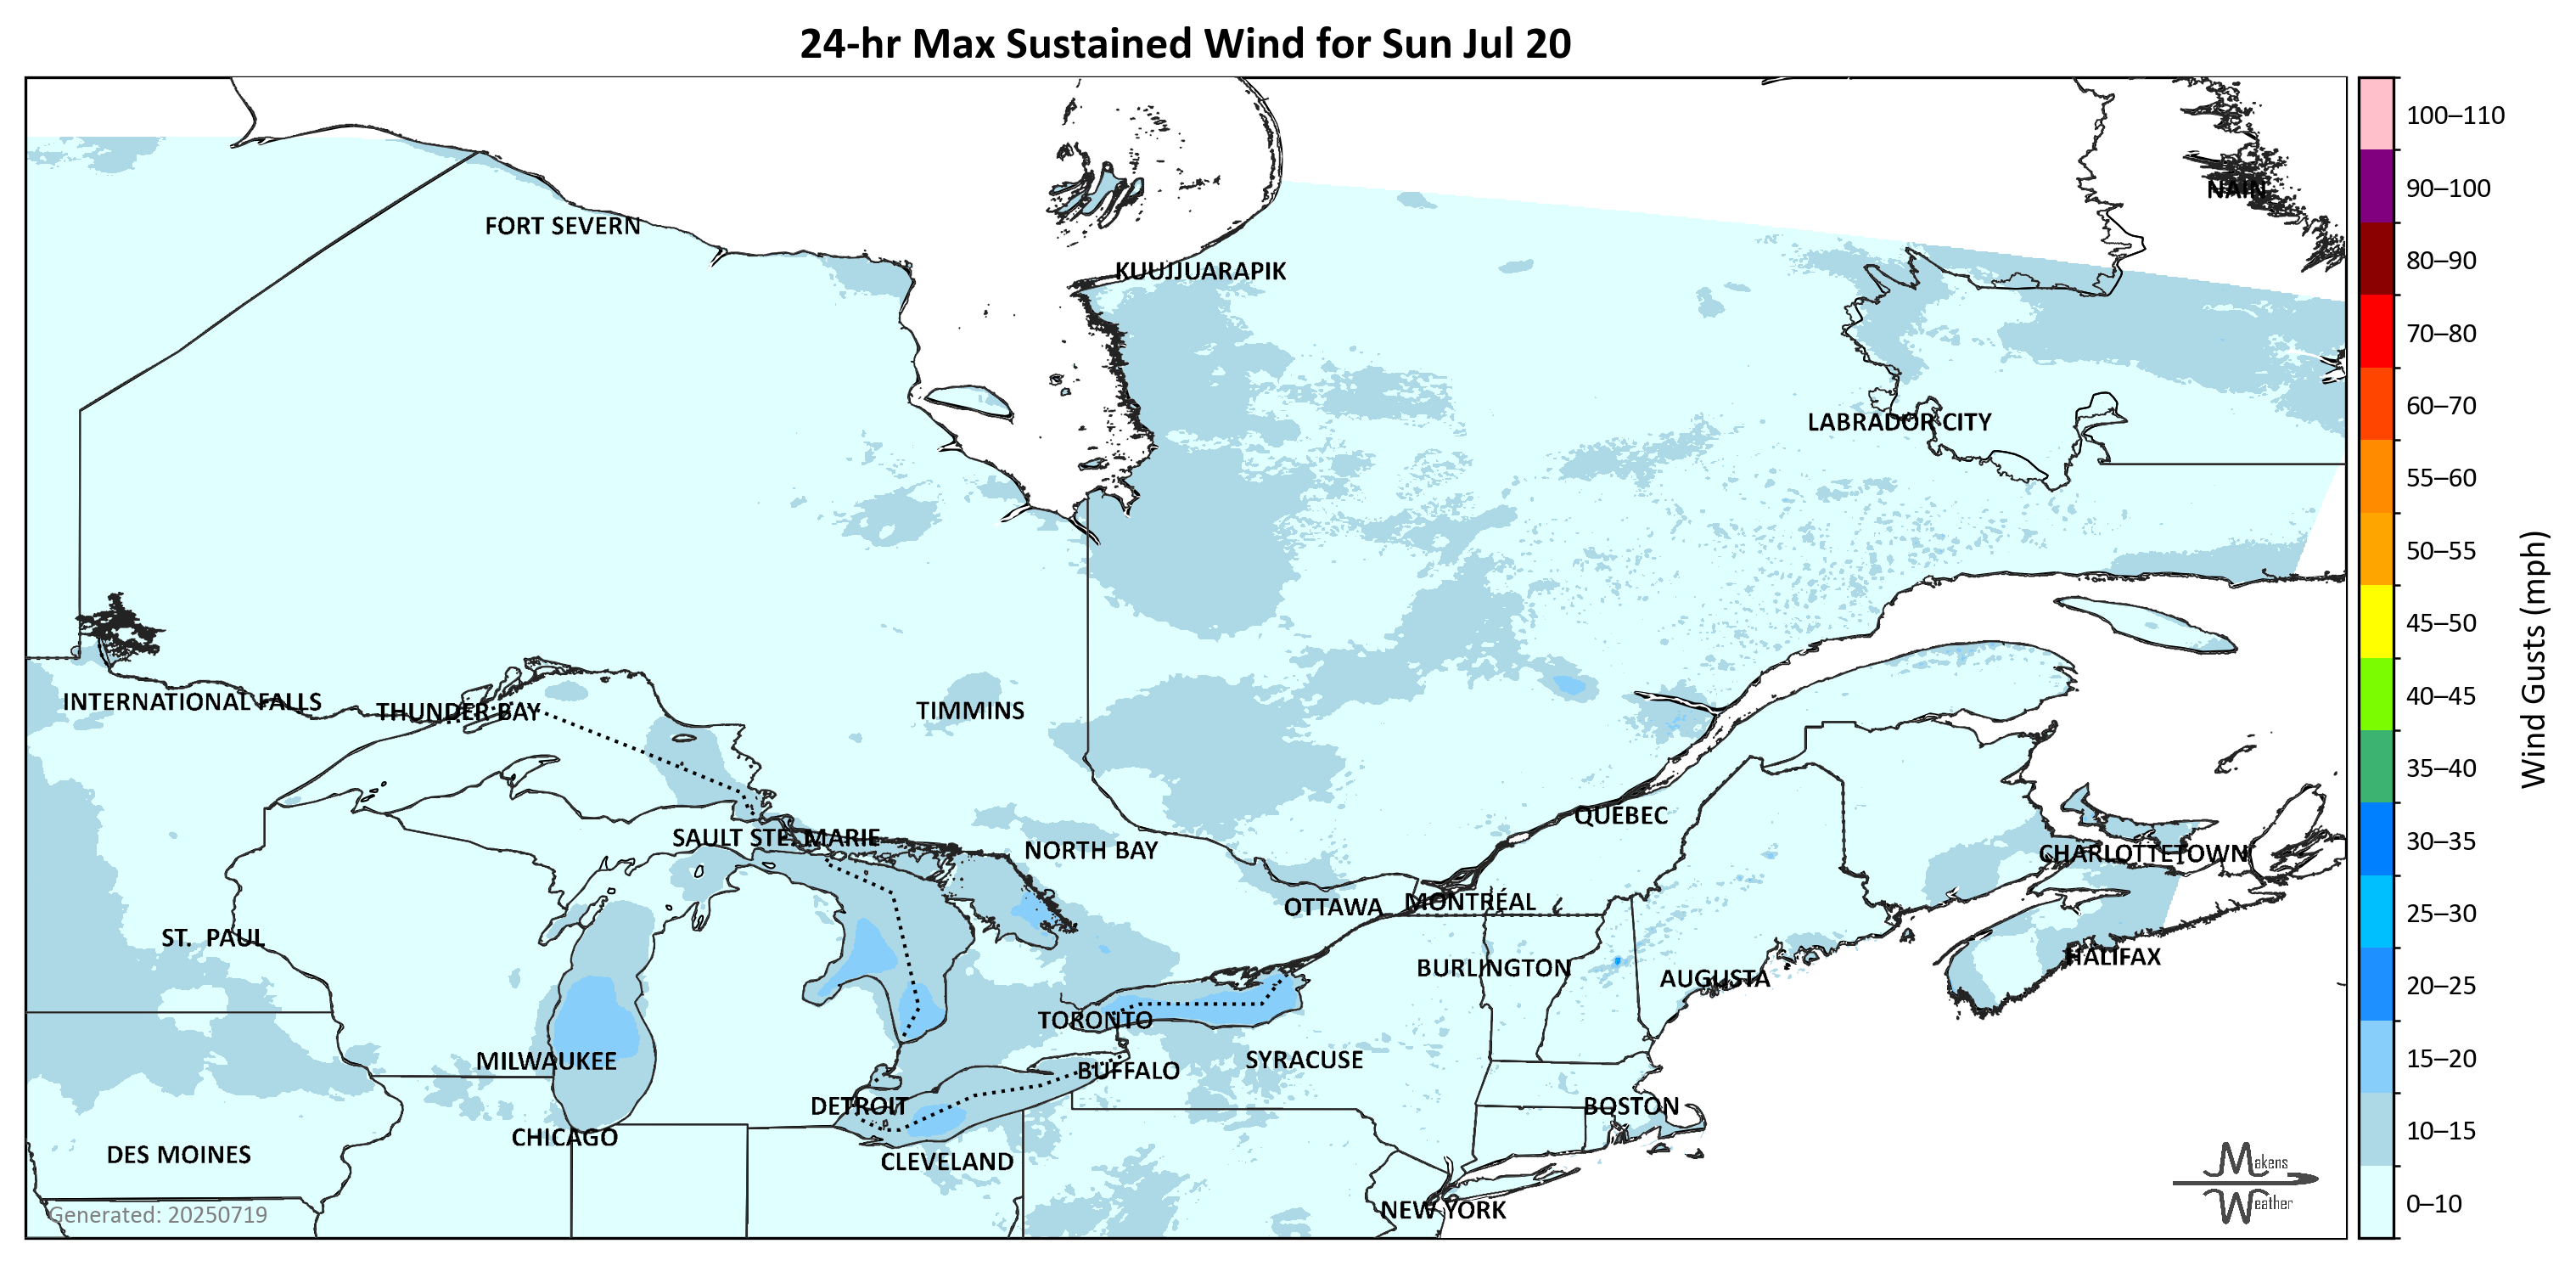 24-hr Max Sustained Wind for Sun Jul 20
100–110
90–100
NAIN
FORT SEVERN
80–90
KUUJJUARAPIK
70–80
60–70
LABRADOR CITY
55–60
50–55
45–50
Wind Gusts (mph)
40–45
INTERNATIONAL FALLS
THUNDER BAY
TIMMINS
35–40
QUÉBEC
30–35
SAULT STE. MARIE
NORTH BAY
CHARLOTTETOWN
OTTAWA
MONTRÉAL
25–30
ST. PAUL
HALIFAX
BURLINGTON
AUGUSTA
20–25
TORONTO
MILWAUKEE
SYRACUSE
15–20
BUFFALO
DETROIT
BOSTON
10–15
CHICAGO
DES MOINES
CLEVELAND
Makens
Weather
0–10
NEW YORK
Generated: 20250719